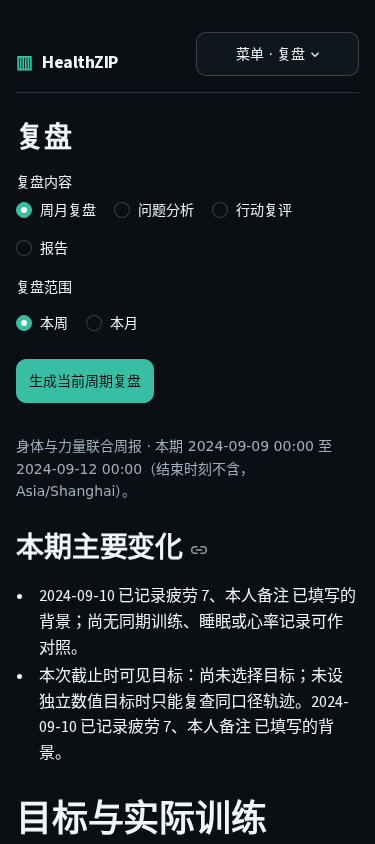 HealthZIP
菜单 · 复盘
复盘
复盘内容
周月复盘 问题分析 行动复评
报告
复盘范围
本周 本月
生成当前周期复盘
身体与力量联合周报 · 本期 2024-09-09 00:00 至
2024-09-12 00:00（结束时刻不含，
Asia/Shanghai）。
本期主要变化
2024-09-10 已记录疲劳 7、本人备注 已填写的
背景；尚无同期训练、睡眠或心率记录可作
对照。
本次截止时可见目标：尚未选择目标；未设
独立数值目标时只能复查同口径轨迹。2024-
09-10 已记录疲劳 7、本人备注 已填写的背
景。
目标与实际训练